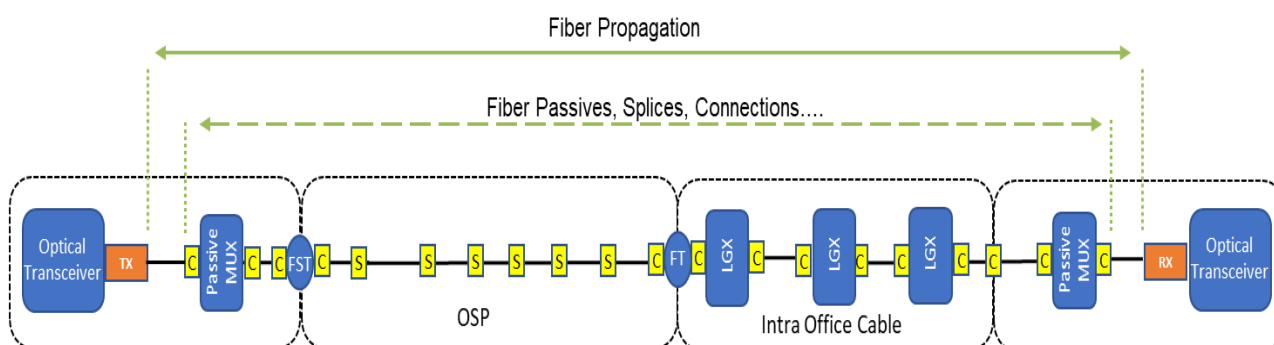 Fiber Propagation
Fiber Passives, Splices, Connections....
Optical
Transceiver
TX
C
Passive
MUX
C
C
FST
C
S
S
S
S
S
S
C
FT
C
LGX
C
C
LGX
C
C
LGX
C
C
C
Passive
MUX
C
RX
Optical
Transceiver
OSP
Intra Office Cable